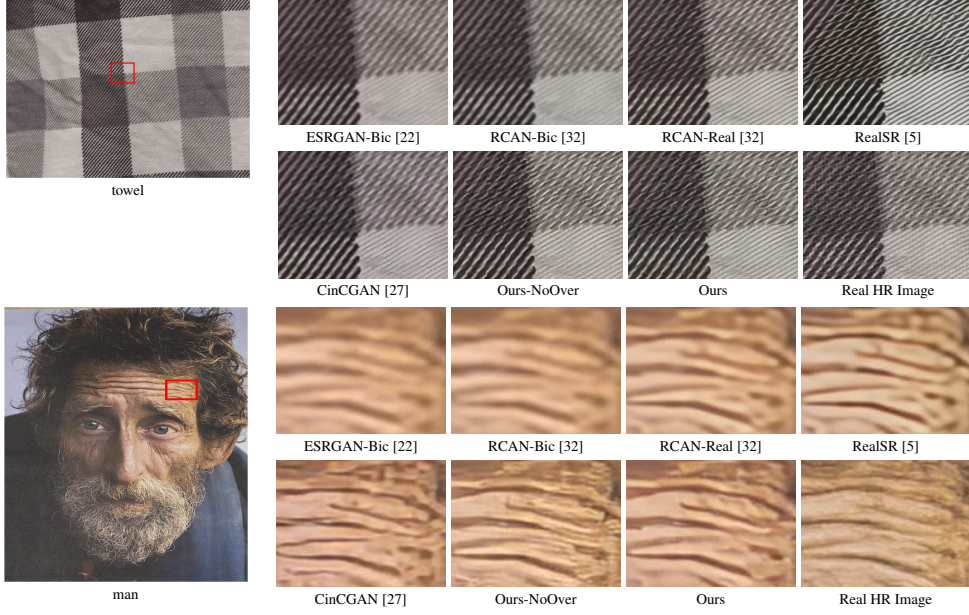 ESRGAN-Bic [22] RCAN-Bic [32] RCAN-Real [32] RealSR [5]
towel
CinCGAN [27] Ours-NoOver Ours Real HR Image
ESRGAN-Bic [22] RCAN-Bic [32] RCAN-Real [32] RealSR [5]
man
CinCGAN [27] Ours-NoOver Ours Real HR Image